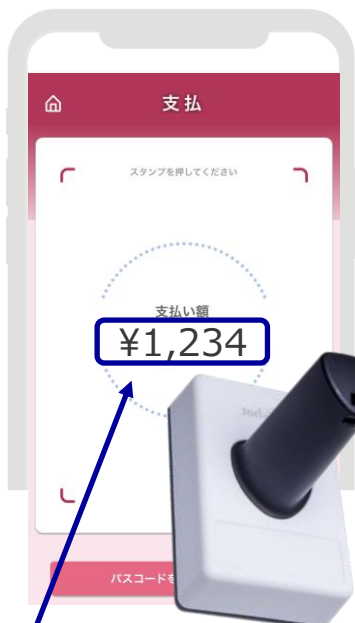 支払
スタンプを押してください
支払い額
¥1,234
パスコードを